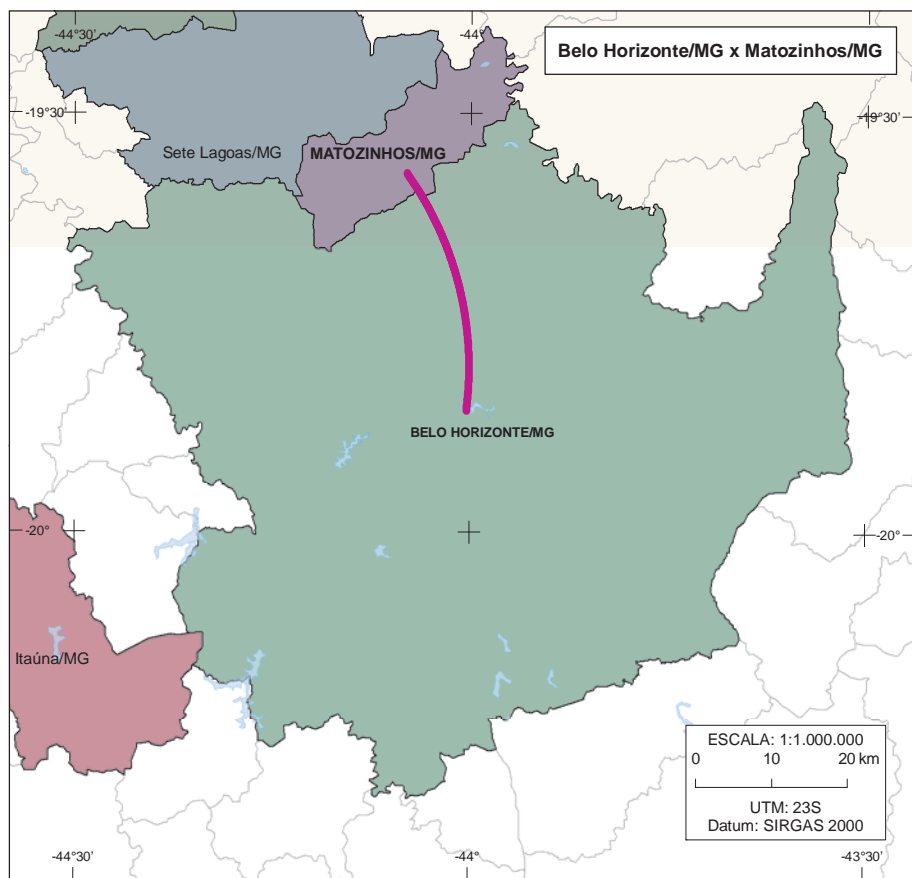 -44°30'
-44°
Belo Horizonte/MG x Matozinhos/MG
-19°30'
-19°30'
Sete Lagoas/MG
MATOZINHOS/MG
BELO HORIZONTE/MG
-20°
-20°
Itaúna/MG
ESCALA: 1:1.000.000
0 10 20 km
UTM: 23S
Datum: SIRGAS 2000
-44°30'
-44°
-43°30'